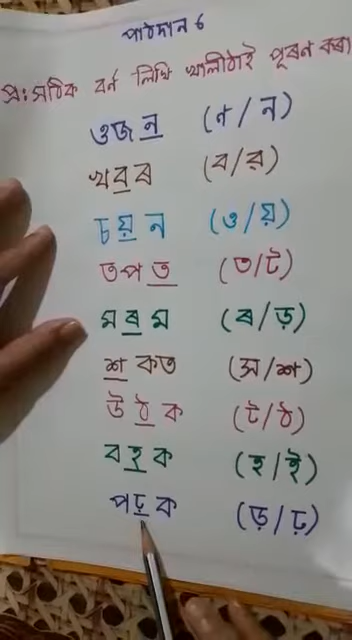 পাঠদান ৬
প্ৰ: সঠিক বৰ্ন লিখি খালীঠাই পূৰণ কৰা
ওজন (ণ/ন)
খবৰ (ব/র)
চয়ন (ও/য়)
তপত (ত/ট)
মৰম (ৰ/ড়)
শকত (স/শ)
উঠক (ট/ঠ)
বহক (হ/ই)
পঢ়ক (ড়/ঢ়)